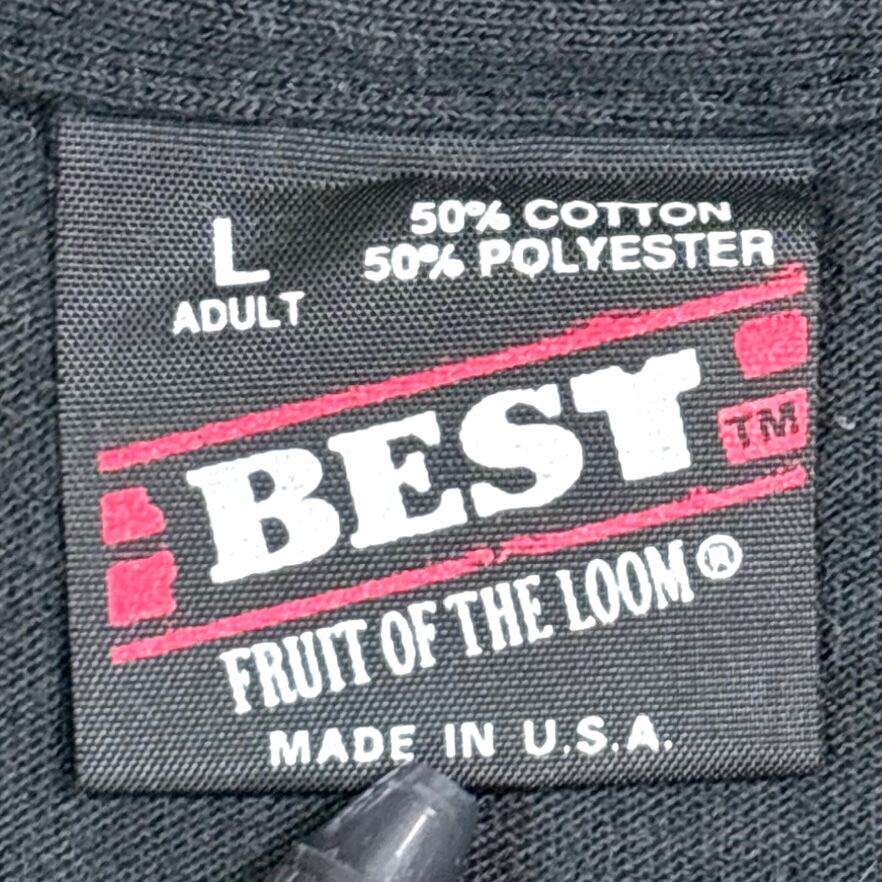 L
ADULT
50% COTTON
50% POLYESTER
BEST
TM
FRUIT OF THE LOOM®
MADE IN U.S.A.